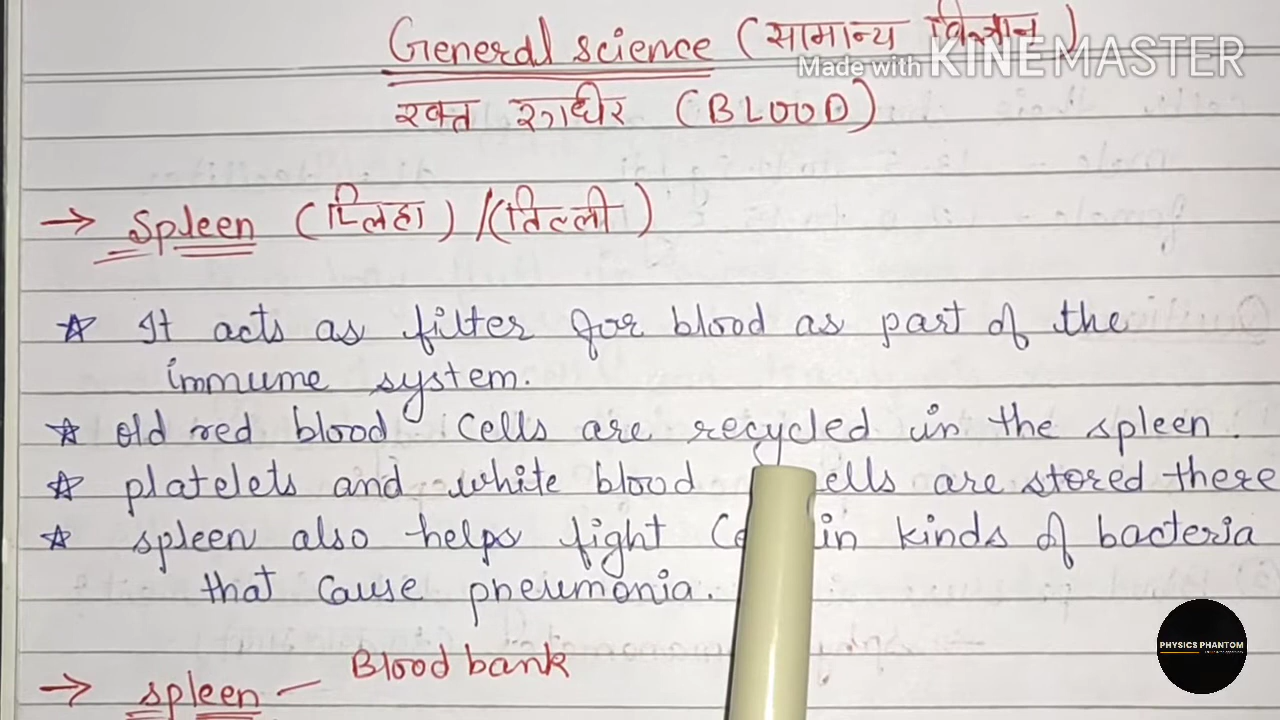 General science (सामान्य विज्ञान)
Made with KINEMASTER
रक्त रुधीर (BLOOD)
→ Spleen (प्लिहा) / (तिल्ली)
☆ It acts as filter for blood as part of the
immume system.
☆ old red blood cells are recycled in the spleen.
☆ platelets and white blood ells are stored there
☆ spleen also helps fight Ce in kinds of bacteria
that cause pneumonia.
PHYSICS PHANTOM
Blood bank
→ spleen –